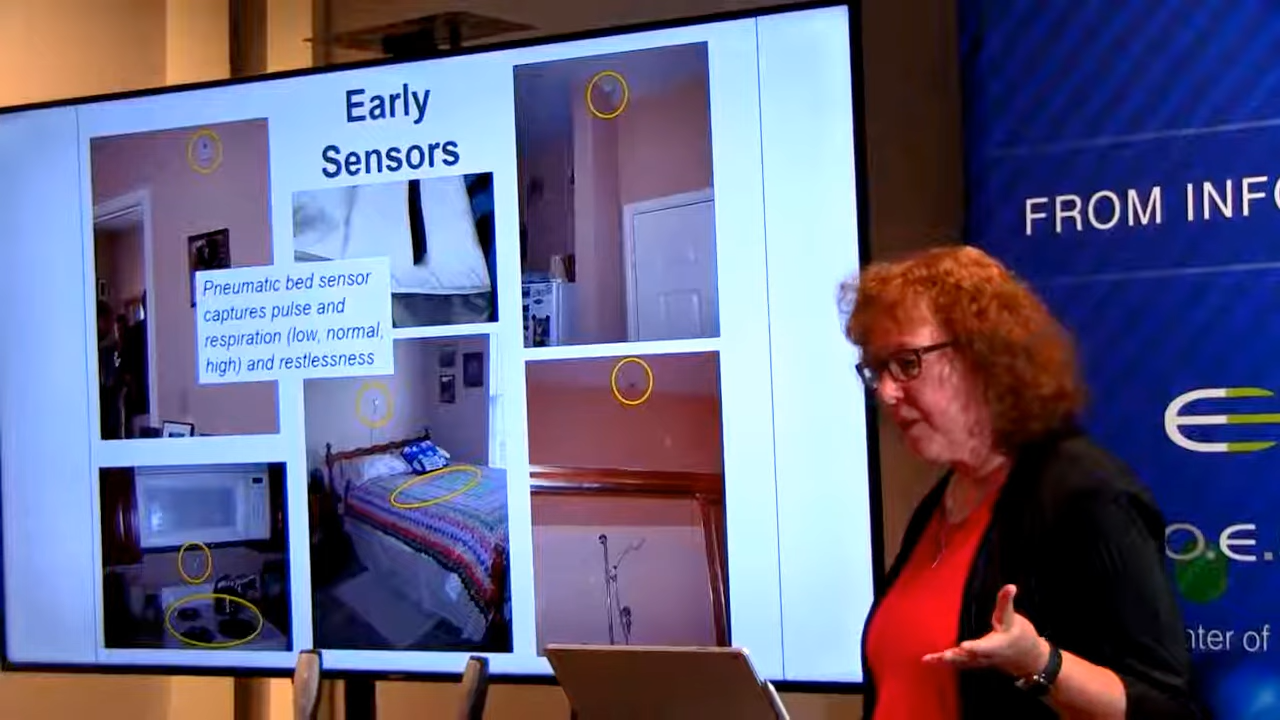 Early
Sensors
Pneumatic bed sensor
captures pulse and
respiration (low, normal,
high) and restlessness
FROM INFO
O.E.
nter of